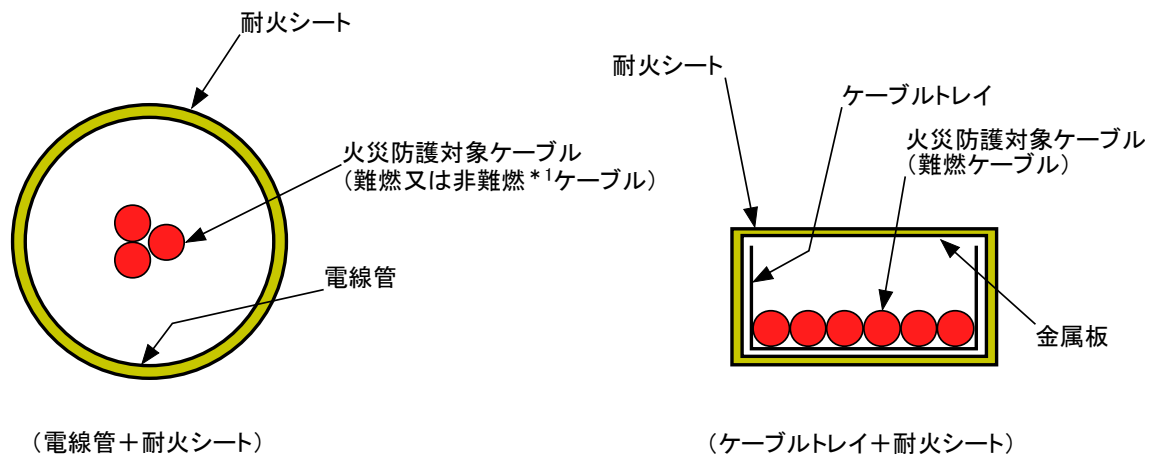 耐火シート
火災防護対象ケーブル
（難燃又は非難燃*1ケーブル）
電線管
（電線管＋耐火シート）
耐火シート
ケーブルトレイ
火災防護対象ケーブル
（難燃ケーブル）
金属板
（ケーブルトレイ＋耐火シート）